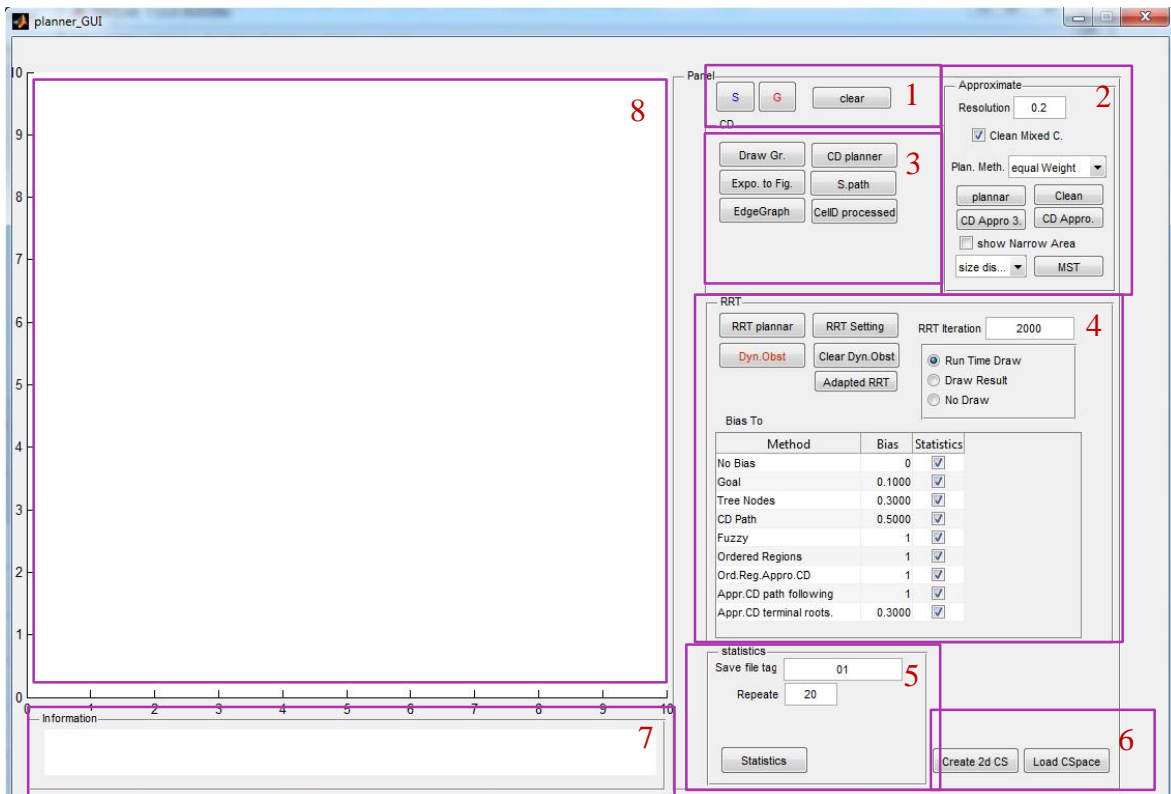 planner_GUI
10
9
8
7
6
5
4
3
2
1
0
0 1 2 3 4 5 6 7 8 9 10
8
Information
7
Panel
S G clear
1
CD
Draw Gr. CD planner
Expo. to Fig. S.path
EdgeGraph CellD processed
3
Approximate
2
Resolution 0.2
Clean Mixed C.
Plan. Meth. equal Weight
plannar Clean
CD Appro 3. CD Appro.
show Narrow Area
size dis... MST
RRT
RRT plannar RRT Setting RRT Iteration 2000
4
Dyn.Obst Clear Dyn.Obst
Adapted RRT
Run Time Draw
Draw Result
No Draw
Bias To
Method Bias Statistics
No Bias 0
Goal 0.1000
Tree Nodes 0.3000
CD Path 0.5000
Fuzzy 1
Ordered Regions 1
Ord.Reg.Appro.CD 1
Appr.CD path following 1
Appr.CD terminal roots. 0.3000
statistics
Save file tag 01
5
Repeate 20
Statistics
6
Create 2d CS Load CSpace